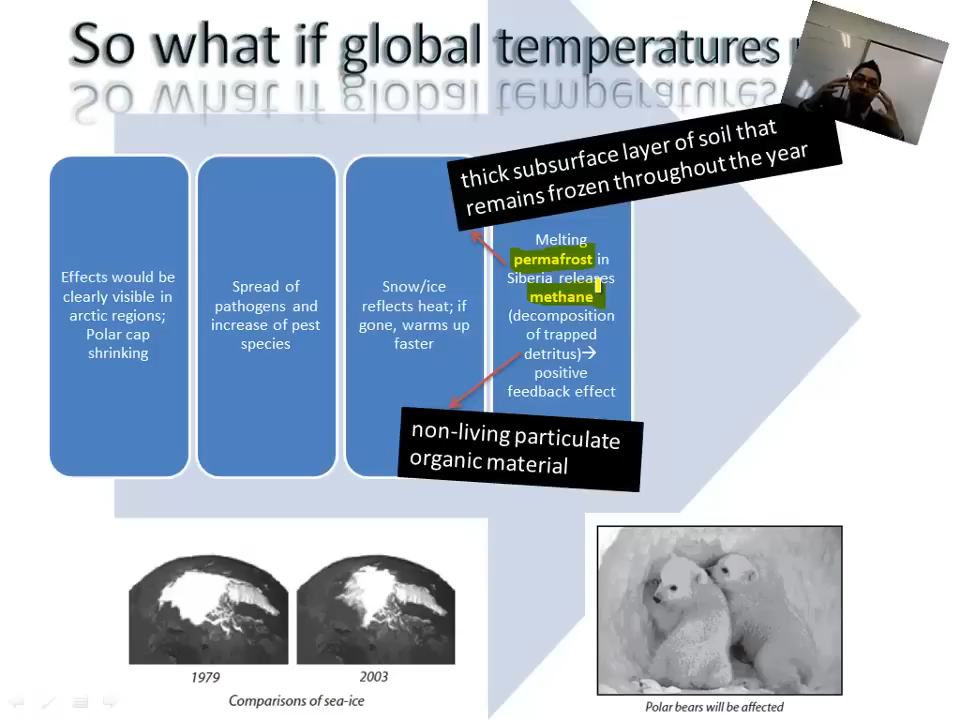 So what if global temperatures
thick subsurface layer of soil that
remains frozen throughout the year
Effects would be
clearly visible in
arctic regions;
Polar cap
shrinking
Spread of
pathogens and
increase of pest
species
Snow/ice
reflects heat; if
gone, warms up
faster
Melting
permafrost in
Siberia releases
methane
(decomposition
of trapped
detritus)→
positive
feedback effect
non-living particulate
organic material
1979
2003
Comparisons of sea-ice
Polar bears will be affected